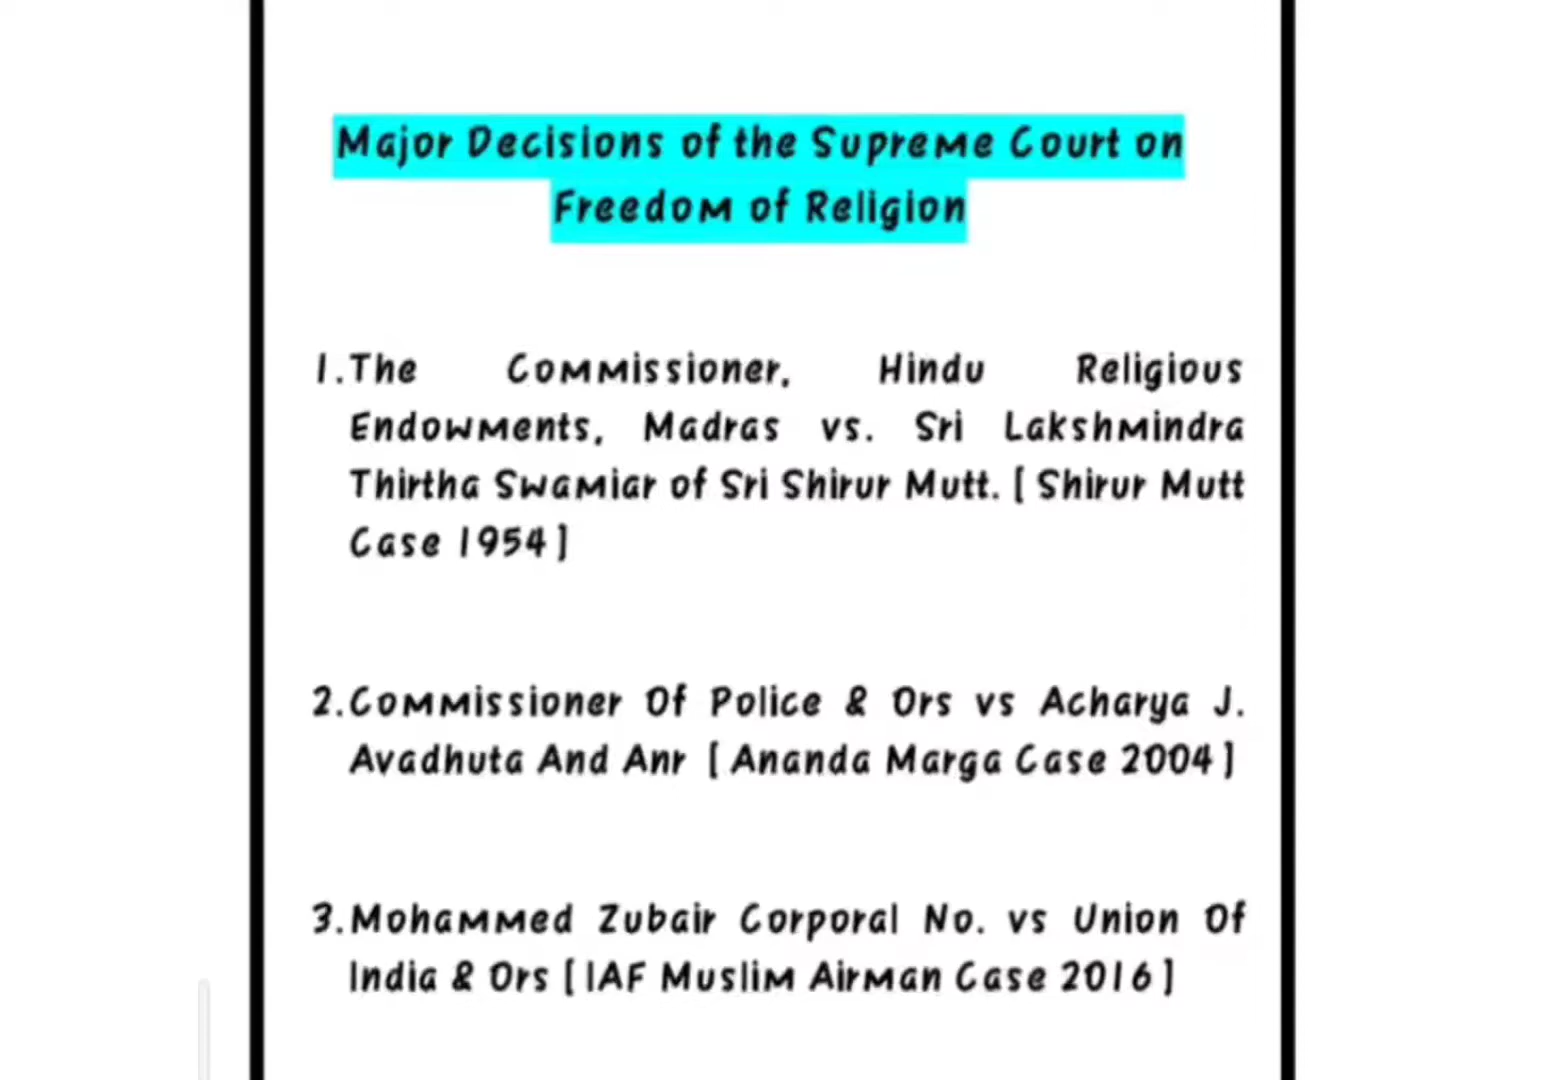 Major Decisions of the Supreme Court on
Freedom of Religion
1.The Commissioner, Hindu Religious
Endowments, Madras vs. Sri Lakshmindra
Thirtha Swamiar of Sri Shirur Mutt. [ Shirur Mutt
Case 1954]
2.Commissioner Of Police & Ors vs Acharya J.
Avadhuta And Anr [Ananda Marga Case 2004]
3.Mohammed Zubair Corporal No. vs Union Of
India & Ors [IAF Muslim Airman Case 2016]